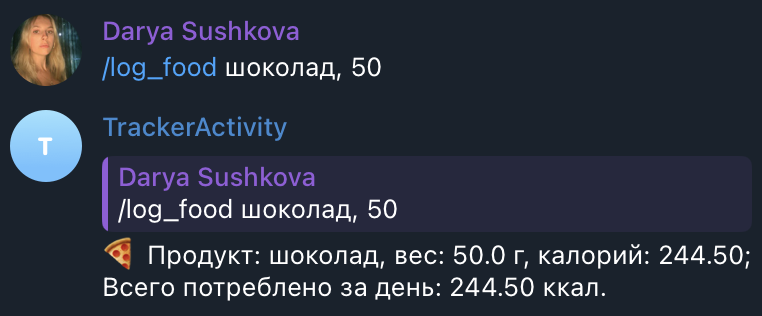 Darya Sushkova
/log_food шоколад, 50
T
TrackerActivity
Darya Sushkova
/log_food шоколад, 50
🍕 Продукт: шоколад, вес: 50.0 г, калорий: 244.50;
Всего потреблено за день: 244.50 ккал.